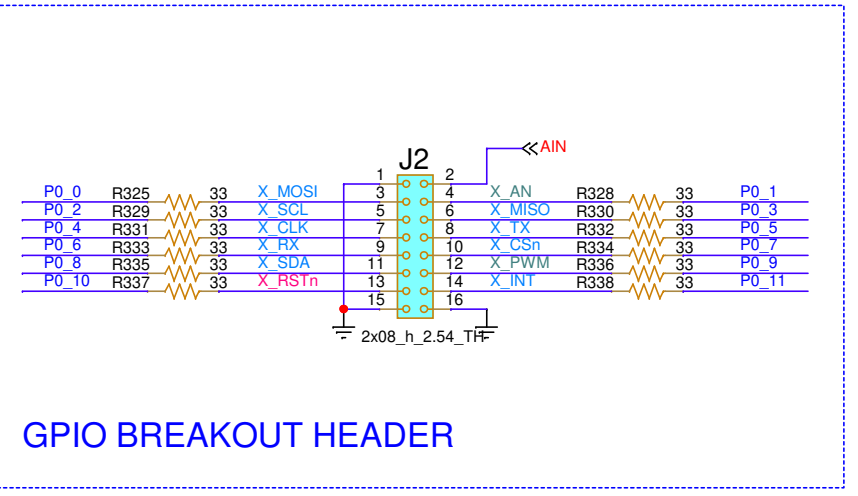 AIN
J2
1 2
P0_0 R325 33 X_MOSI 3 4 X_AN R328 33 P0_1
P0_2 R329 33 X_SCL 5 6 X_MISO R330 33 P0_3
P0_4 R331 33 X_CLK 7 8 X_TX R332 33 P0_5
P0_6 R333 33 X_RX 9 10 X_CSn R334 33 P0_7
P0_8 R335 33 X_SDA 11 12 X_PWM R336 33 P0_9
P0_10 R337 33 X_RSTn 13 14 X_INT R338 33 P0_11
15 16
2x08_h_2.54_TH
GPIO BREAKOUT HEADER